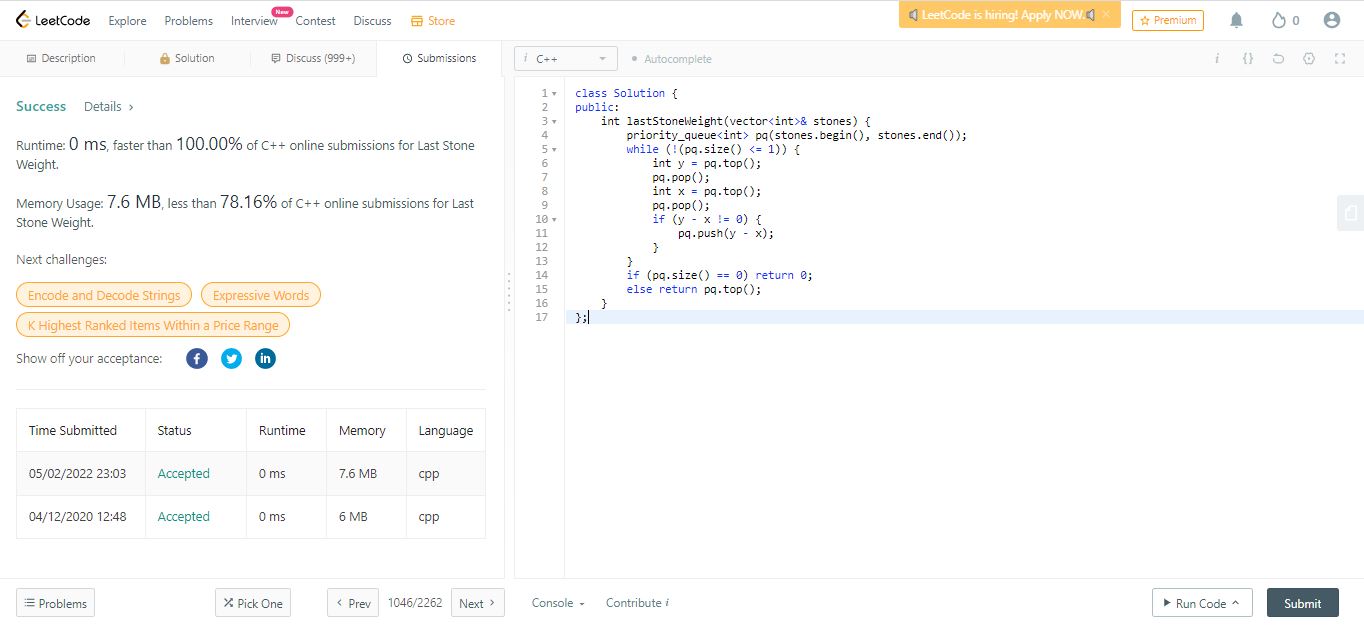 LeetCode Explore Problems Interview New Contest Discuss Store LeetCode is hiring! Apply NOW. × Premium 0
Description Solution Discuss (999+) Submissions
i C++ Autocomplete i {}
Success Details ›
Runtime: 0 ms, faster than 100.00% of C++ online submissions for Last Stone
Weight.
Memory Usage: 7.6 MB, less than 78.16% of C++ online submissions for Last
Stone Weight.
Next challenges:
Encode and Decode Strings Expressive Words
K Highest Ranked Items Within a Price Range
Show off your acceptance: f in
Time Submitted Status Runtime Memory Language
05/02/2022 23:03 Accepted 0 ms 7.6 MB cpp
04/12/2020 12:48 Accepted 0 ms 6 MB cpp
1 class Solution {
2 public:
3 int lastStoneWeight(vector<int>& stones) {
4 priority_queue<int> pq(stones.begin(), stones.end());
5 while (!(pq.size() <= 1)) {
6 int y = pq.top();
7 pq.pop();
8 int x = pq.top();
9 pq.pop();
10 if (y - x != 0) {
11 pq.push(y - x);
12 }
13 }
14 if (pq.size() == 0) return 0;
15 else return pq.top();
16 }
17 };
Problems Pick One ‹ Prev 1046/2262 Next › Console Contribute i Run Code Submit